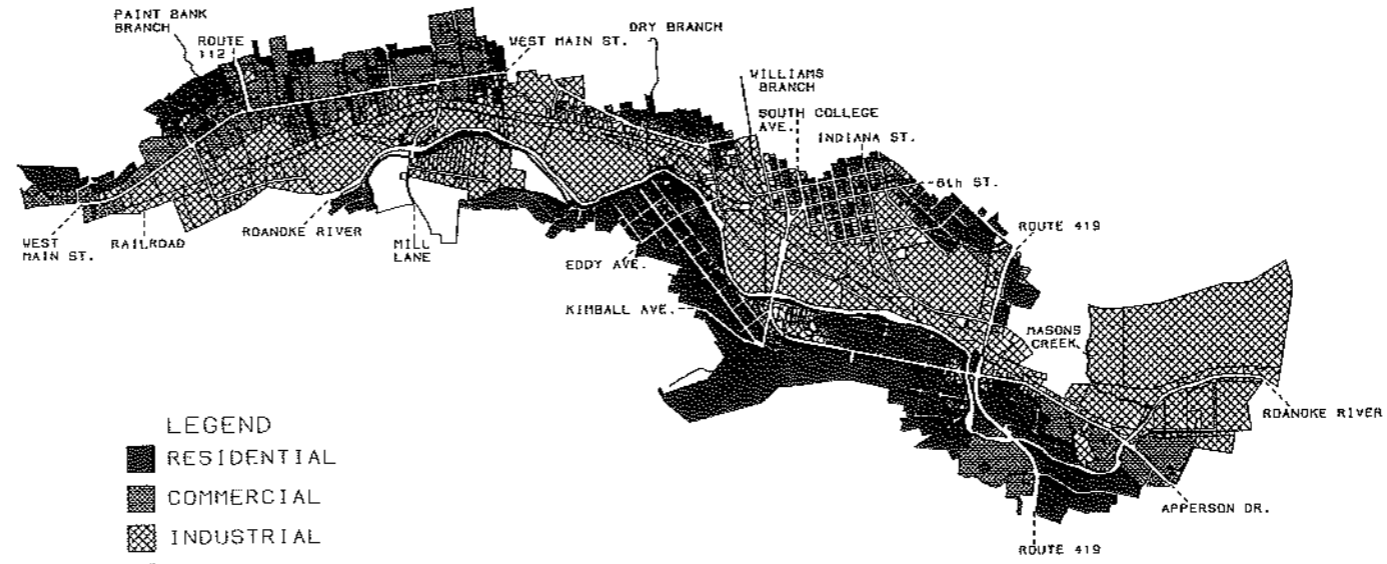 PAINT BANK
BRANCH
ROUTE
112
WEST MAIN ST.
DRY BRANCH
WILLIAMS
BRANCH
SOUTH COLLEGE
AVE.
INDIANA ST.
6th ST.
ROUTE 419
WEST
MAIN ST.
RAILROAD
ROANOKE RIVER
MILL
LANE
EDDY AVE.
KIMBALL AVE.
MASONS
CREEK
ROANOKE RIVER
APPERSON DR.
ROUTE 419
LEGEND
RESIDENTIAL
COMMERCIAL
INDUSTRIAL